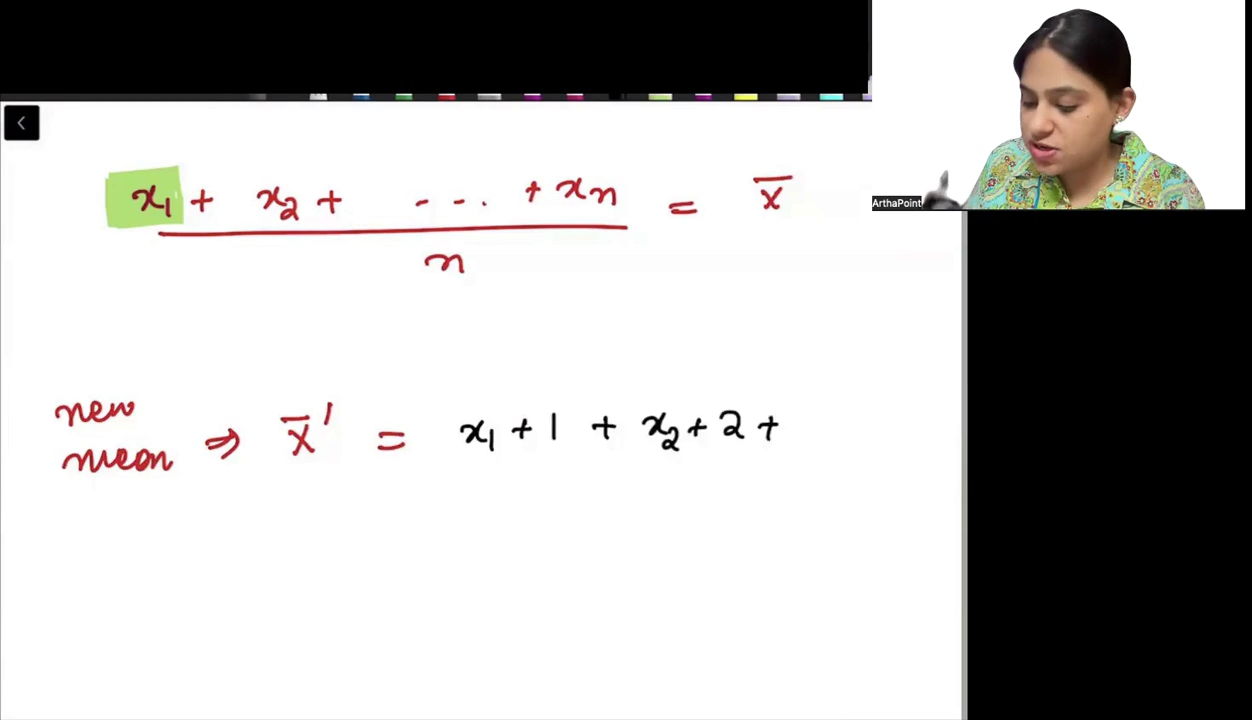 x₁ + x₂ + - - . . . + xn = x̄
n
new
mean ⇒ x̄' = x₁ + 1 + x₂ + 2 +
ArthaPoint